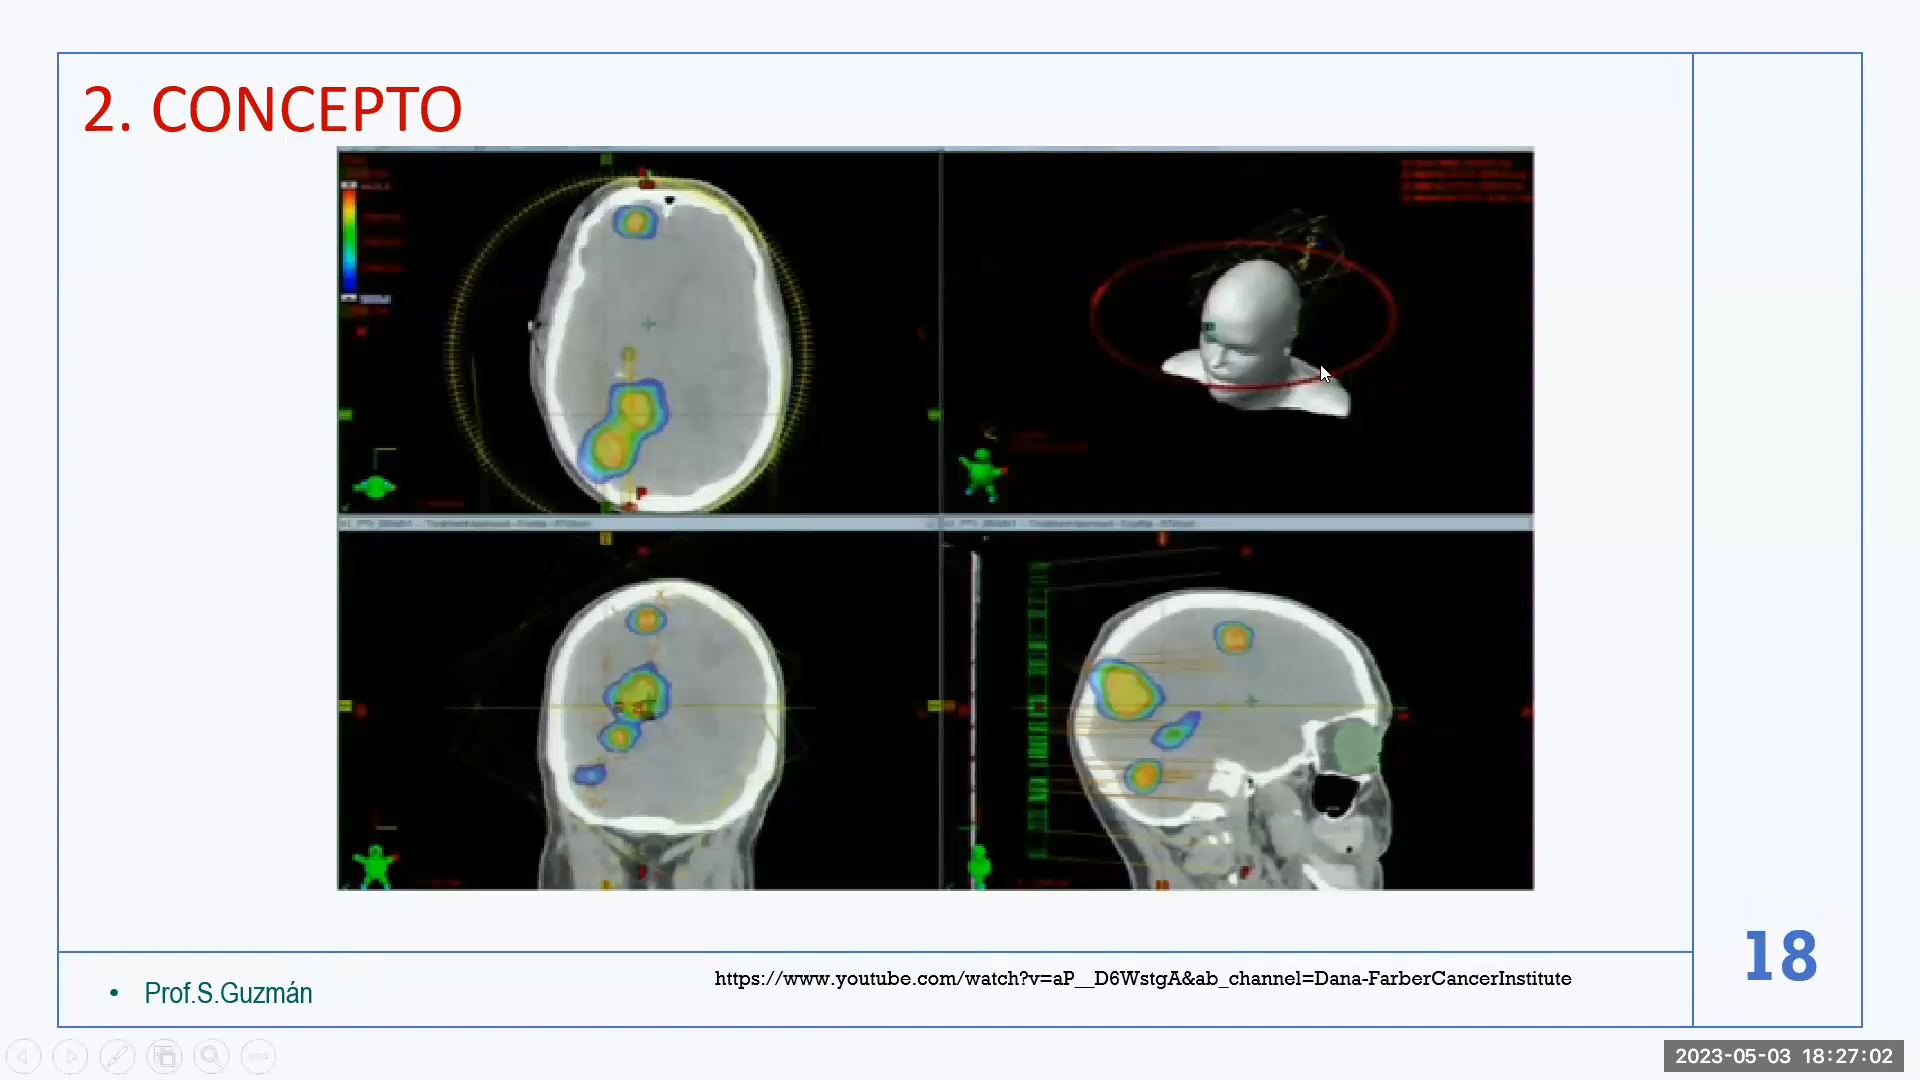 2. CONCEPTO
18
• Prof.S.Guzmán
https://www.youtube.com/watch?v=aP__D6WstgA&ab_channel=Dana-FarberCancerInstitute
2023-05-03 18:27:02